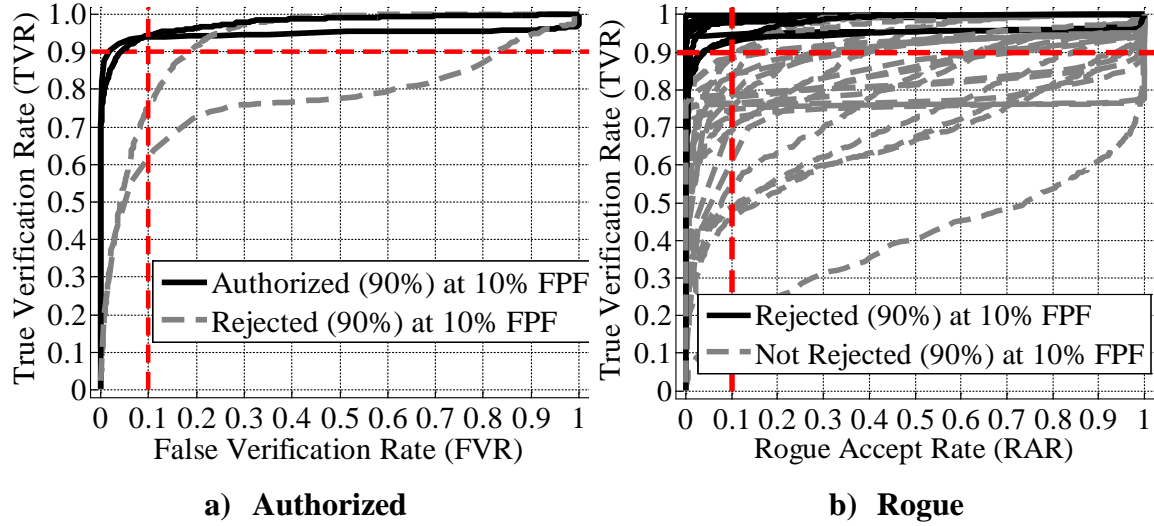 True Verification Rate (TVR)
1
0.9
0.8
0.7
0.6
0.5
0.4
0.3
0.2
0.1
0
Authorized (90%) at 10% FPF
Rejected (90%) at 10% FPF
0 0.1 0.2 0.3 0.4 0.5 0.6 0.7 0.8 0.9 1
False Verification Rate (FVR)
a) Authorized
True Verification Rate (TVR)
1
0.9
0.8
0.7
0.6
0.5
0.4
0.3
0.2
0.1
0
Rejected (90%) at 10% FPF
Not Rejected (90%) at 10% FPF
0 0.1 0.2 0.3 0.4 0.5 0.6 0.7 0.8 0.9 1
Rogue Accept Rate (RAR)
b) Rogue